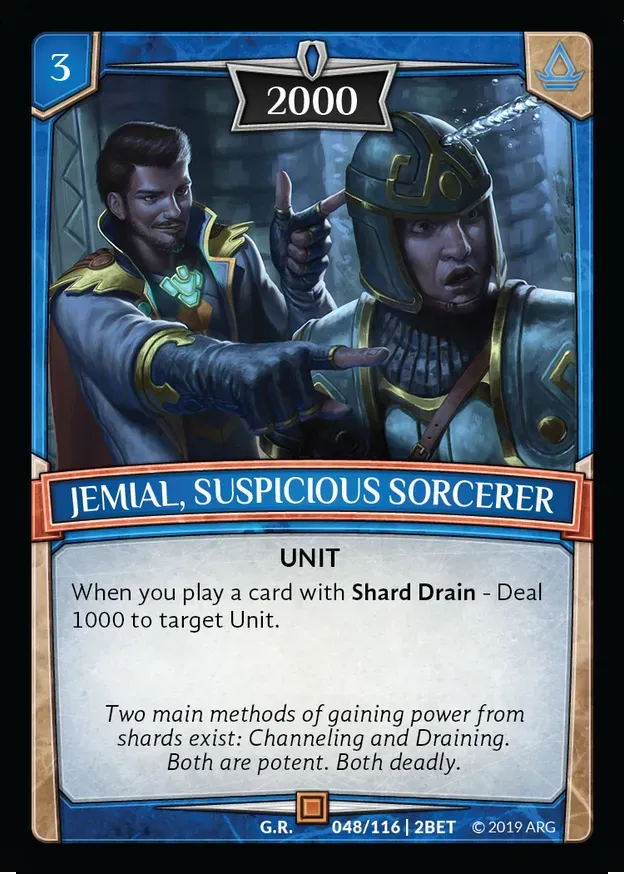 3
2000
JEMIAL, SUSPICIOUS SORCERER
UNIT
When you play a card with Shard Drain - Deal
1000 to target Unit.
Two main methods of gaining power from
shards exist: Channeling and Draining.
Both are potent. Both deadly.
G.R. 048/116 | 2BET © 2019 ARG